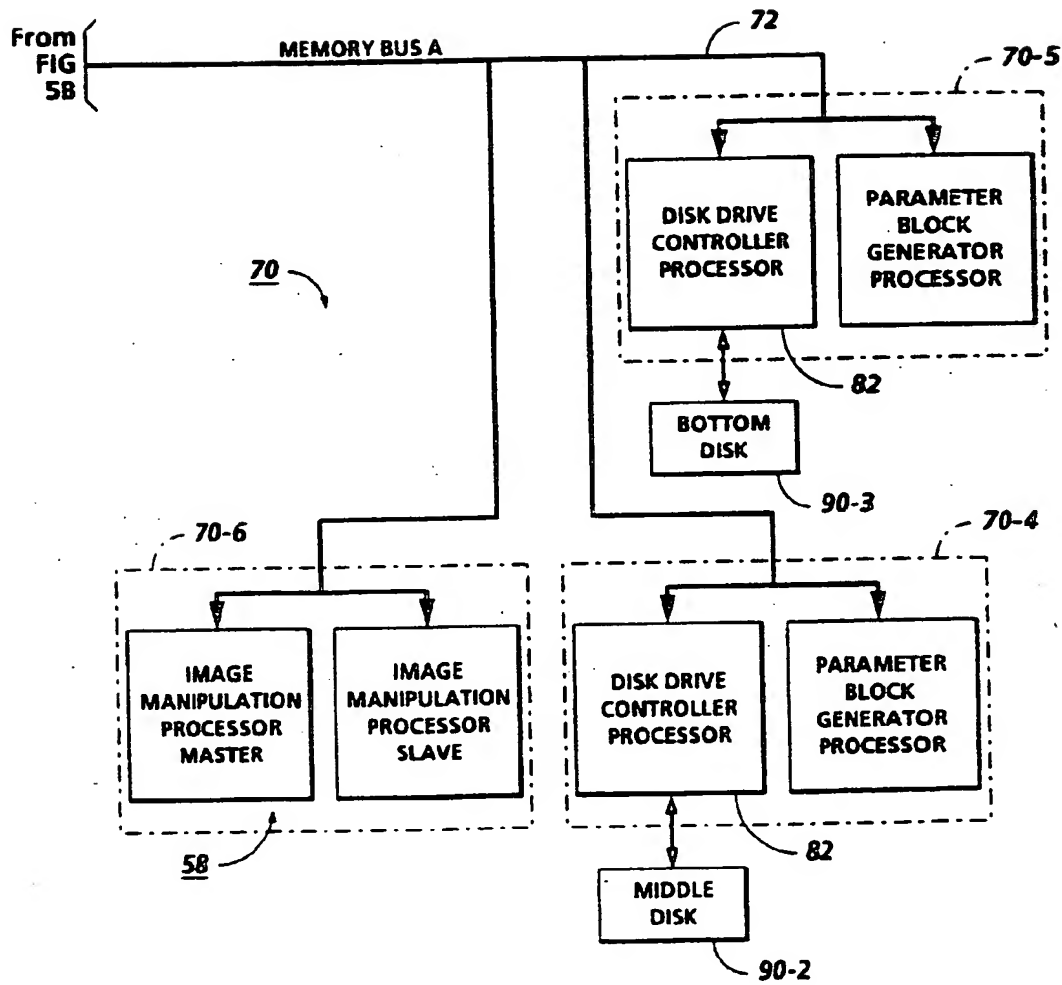 From
FIG
5B
MEMORY BUS A
72
70-5
DISK DRIVE
CONTROLLER
PROCESSOR
PARAMETER
BLOCK
GENERATOR
PROCESSOR
70
82
BOTTOM
DISK
90-3
70-6
70-4
IMAGE
MANIPULATION
PROCESSOR
MASTER
IMAGE
MANIPULATION
PROCESSOR
SLAVE
DISK DRIVE
CONTROLLER
PROCESSOR
PARAMETER
BLOCK
GENERATOR
PROCESSOR
58
82
MIDDLE
DISK
90-2